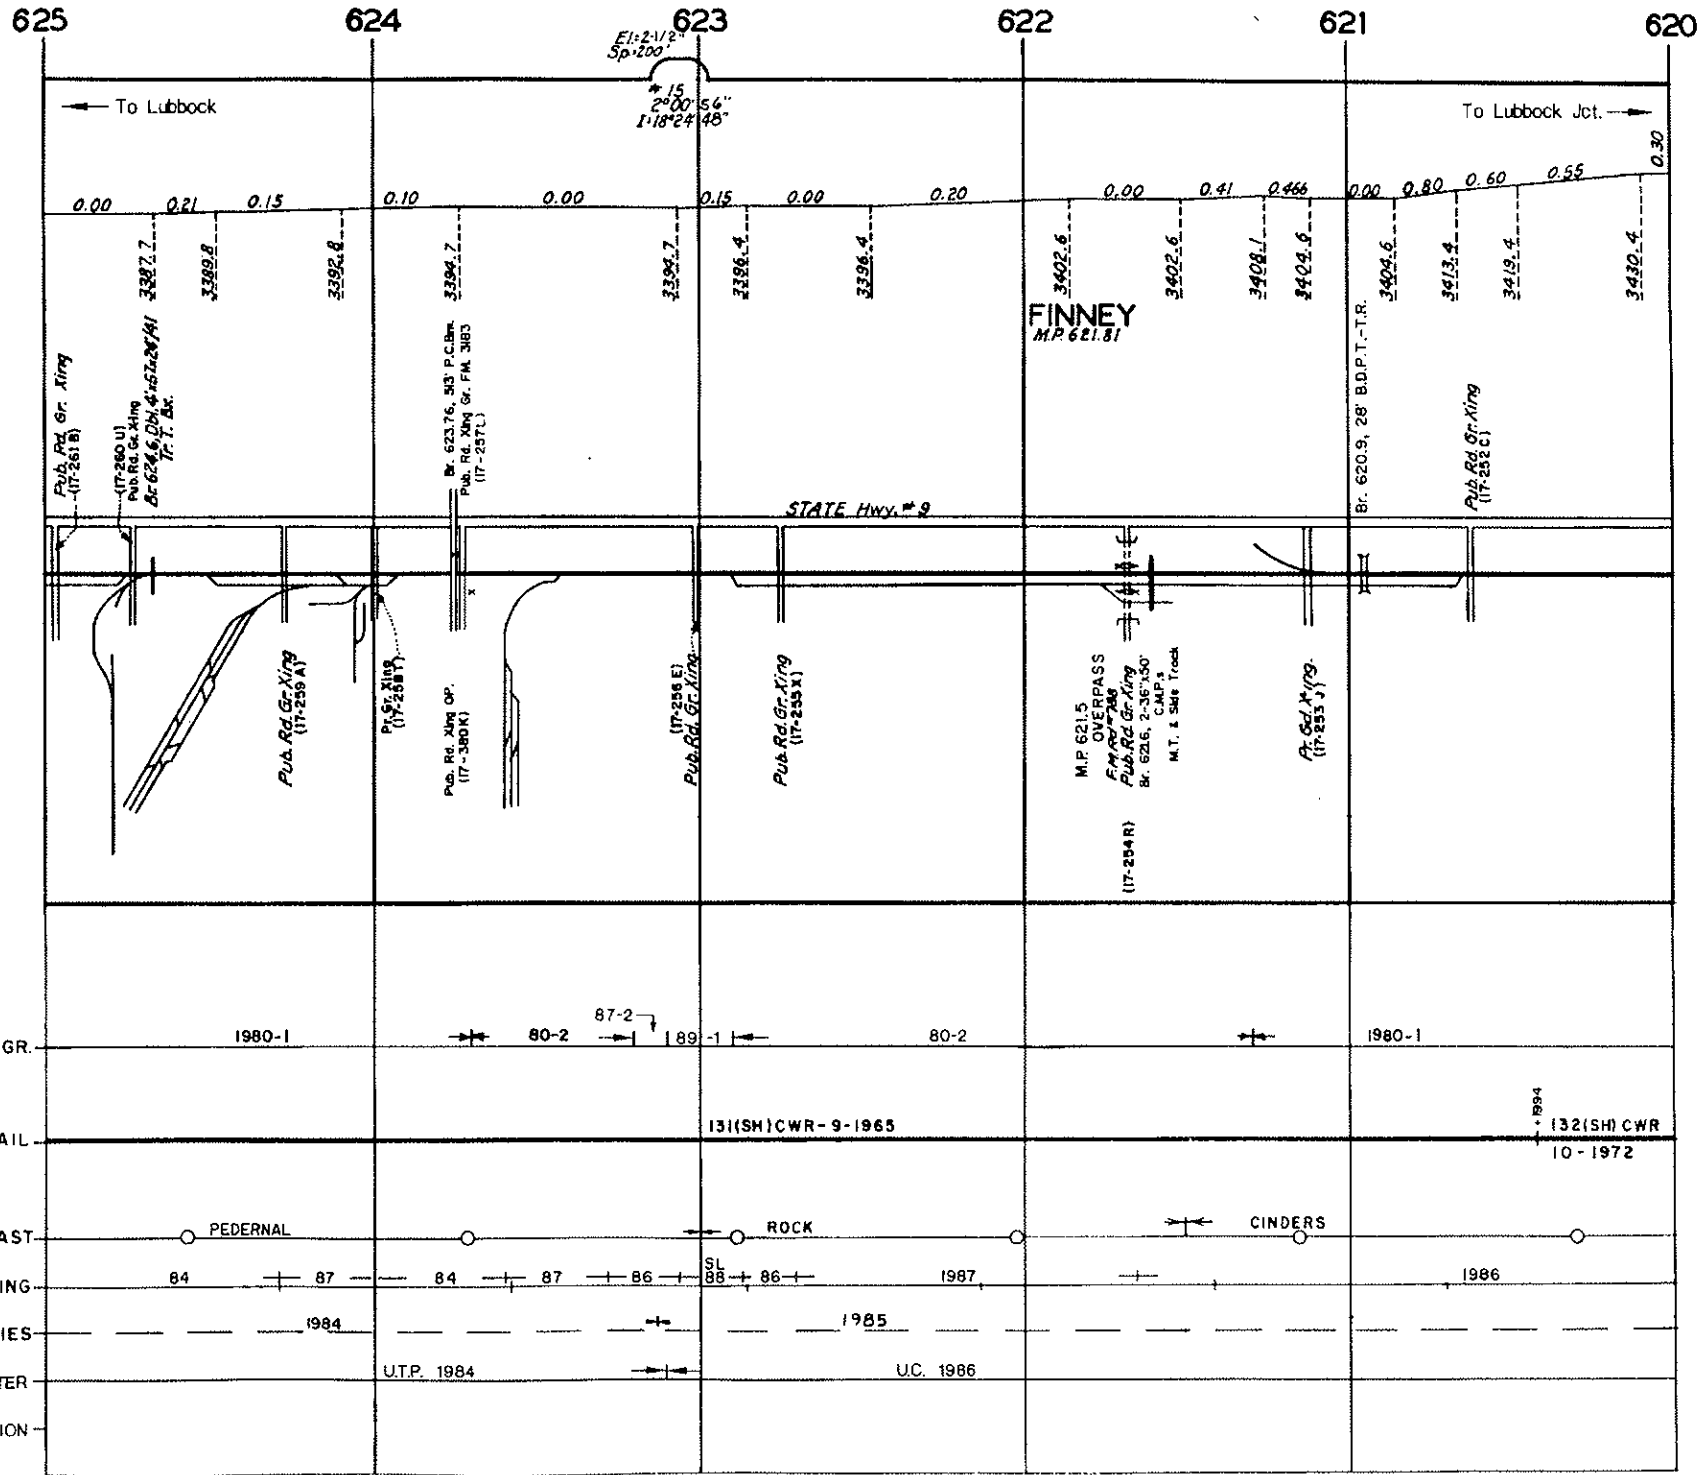 625 624 623 622 621 620
El:2-1/2"
Sp:200'
To Lubbock
# 15
2°00'56"
I:18°24'48"
To Lubbock Jct.
0.00 0.21 0.15 0.10 0.00 0.15 0.00 0.20 0.00 0.41 0.466 0.00 0.80 0.60 0.55 0.30
3387.7 3389.8 3392.8 3394.7 3394.7 3396.4 3396.4 3402.6 3402.6 3408.1 3404.6 3404.6 3413.4 3419.4 3430.4
FINNEY
M.P. 621.81
Pub. Rd. Gr. Xing
(17-261 B)
(17-260 U)
Pub. Rd. Gr. X-ing
Br. 624.6, Dbl. 4'
Tr. T. Bx.
Br. 623.76, 513' P.C.Bm.
Pub. Rd. Xing Gr. FM. 3183
(17-257 L)
Br. 620.9, 28' B.D.P.T.-T.R.
Pub. Rd. Gr. Xing
(17-252 C)
STATE Hwy. # 9
Pub. Rd. Gr. Xing
(17-259 A)
Pr. Gr. Xing
(17-258 T)
Pub. Rd. Xing OP.
(17-380 K)
(17-256 E)
Pub. Rd. Gr. Xing
Pub. Rd. Gr. Xing
(17-255 X)
M.P. 621.5
OVERPASS
F.M. Rd
Pub. Rd. Gr. Xing
Br. 621.6, 2-36"x50'
C.M.P.s
M.T. & Side Track
(17-254 R)
(17-253 J)
87-2
GR. 1980-1 80-2 89-1 80-2 1980-1
1994
AIL 131(SH) CWR-9-1965 132(SH) CWR
10-1972
AST PEDERNAL ROCK CINDERS
SL
ING 84 87 84 87 86 88 86 1987 1986
IES 1984 1985
TER U.T.P. 1984 U.C. 1986
ION